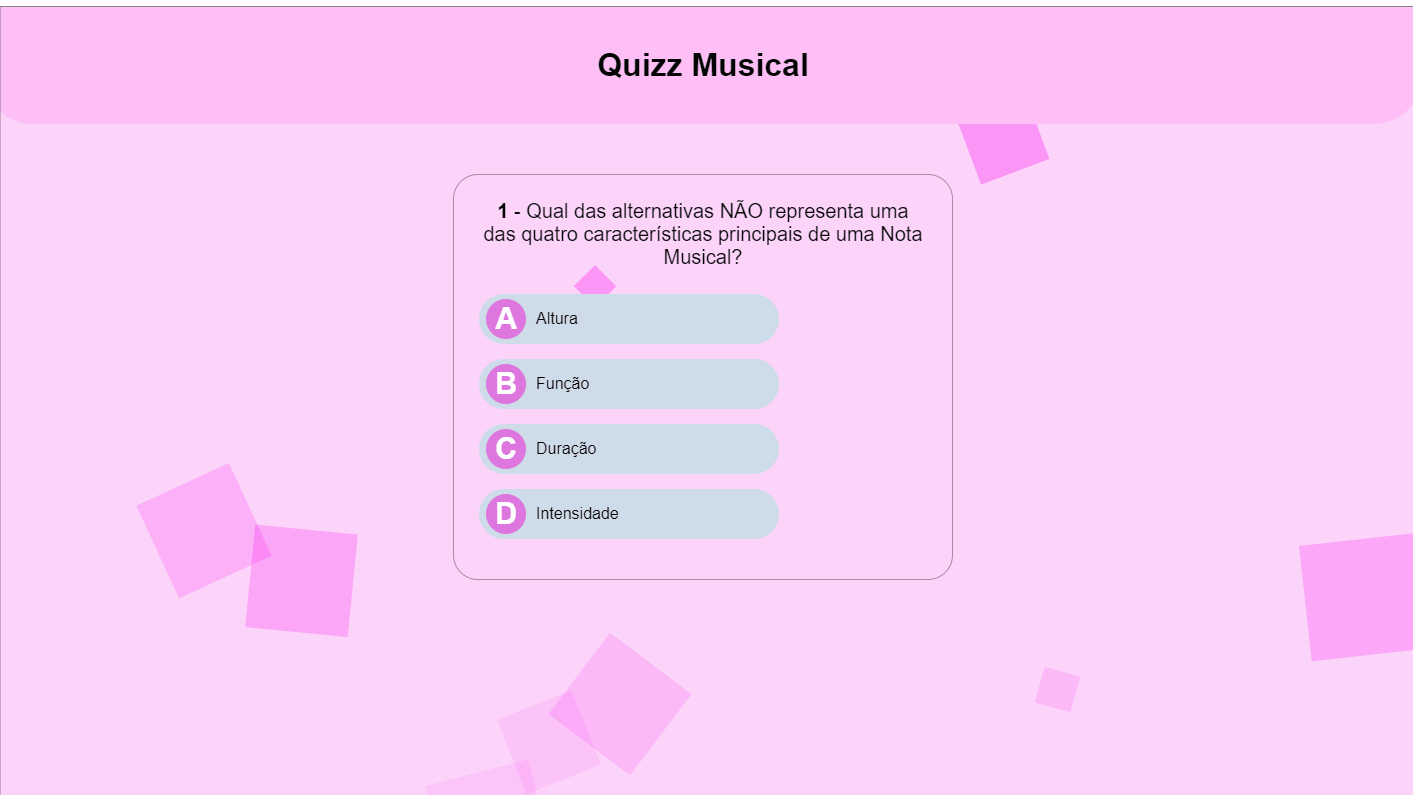 Quizz Musical
1 - Qual das alternativas NÃO representa uma
das quatro características principais de uma Nota
Musical?
A Altura
B Função
C Duração
D Intensidade